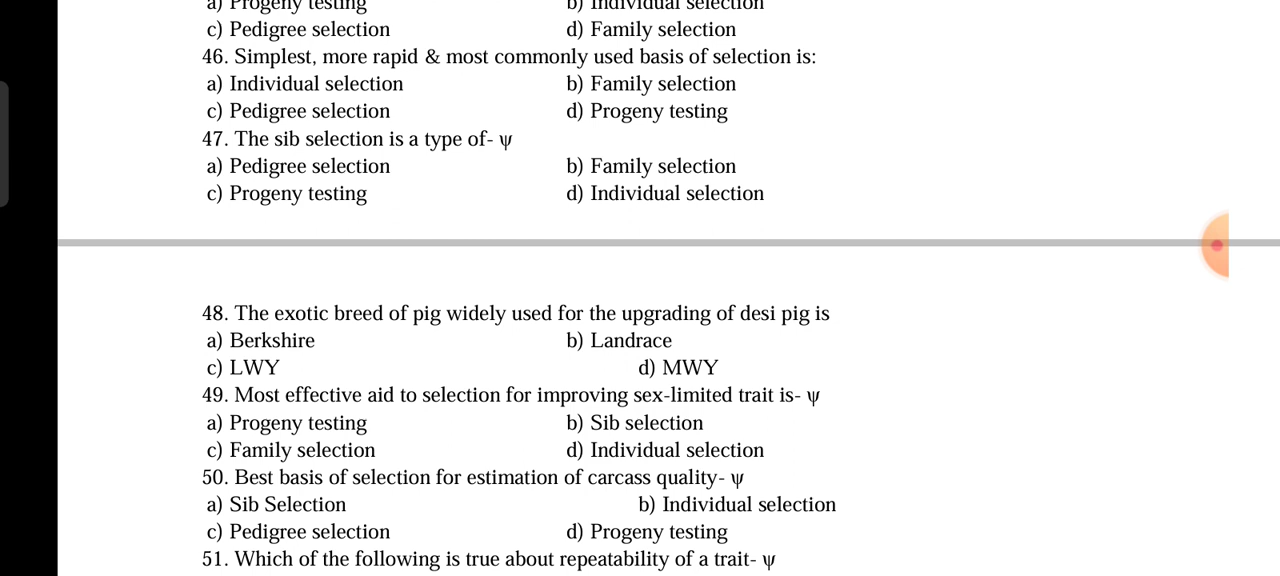 a) Progeny testing b) Individual selection
c) Pedigree selection d) Family selection
46. Simplest, more rapid & most commonly used basis of selection is:
a) Individual selection b) Family selection
c) Pedigree selection d) Progeny testing
47. The sib selection is a type of- ψ
a) Pedigree selection b) Family selection
c) Progeny testing d) Individual selection
48. The exotic breed of pig widely used for the upgrading of desi pig is
a) Berkshire b) Landrace
c) LWY d) MWY
49. Most effective aid to selection for improving sex-limited trait is- ψ
a) Progeny testing b) Sib selection
c) Family selection d) Individual selection
50. Best basis of selection for estimation of carcass quality- ψ
a) Sib Selection b) Individual selection
c) Pedigree selection d) Progeny testing
51. Which of the following is true about repeatability of a trait- ψ